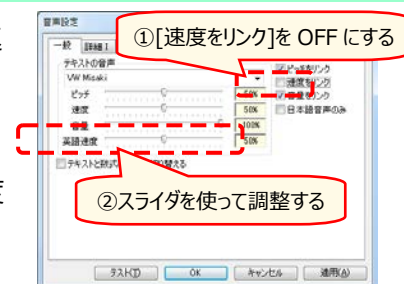 音声設定
①[速度をリンク]を OFF にする
一般
テキストの音声
VW Misaki
ピッチ
50%
速度
50%
音量
100%
英語速度
50%
ピッチをリンク
速度をリンク
音量をリンク
日本語音声のみ
②スライダを使って調整する
テスト(T)
OK
キャンセル
適用(A)